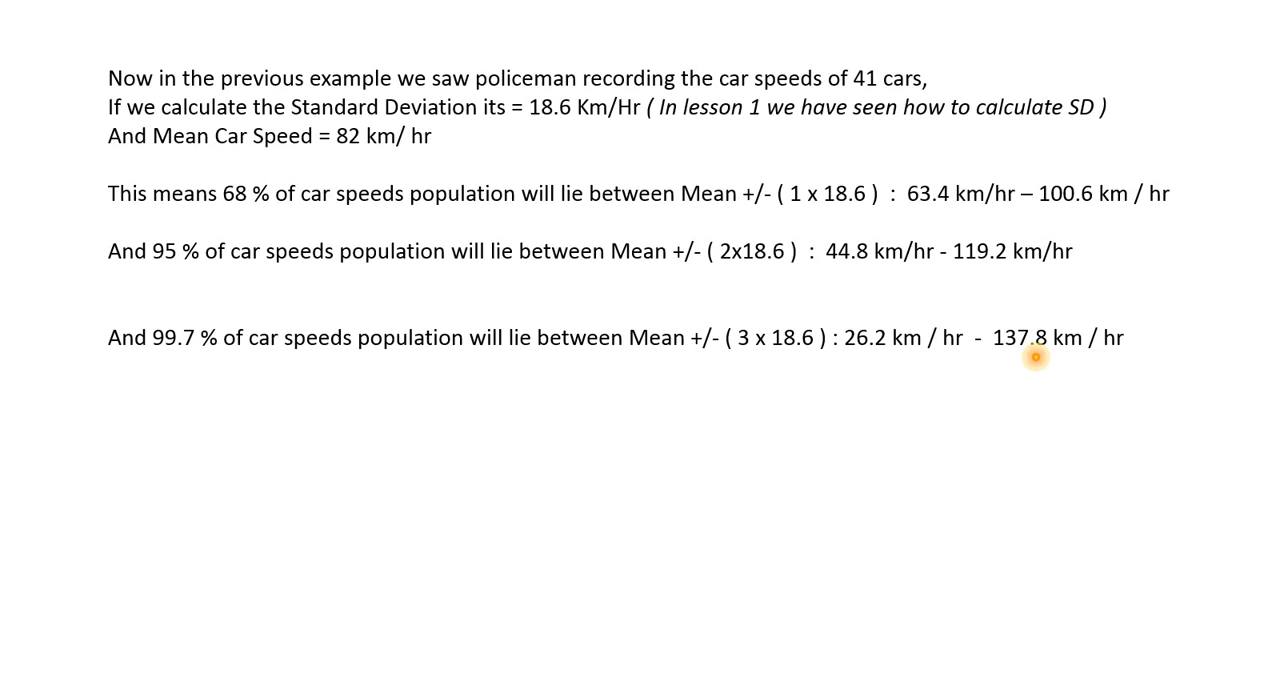 Now in the previous example we saw policeman recording the car speeds of 41 cars,
If we calculate the Standard Deviation its = 18.6 Km/Hr ( In lesson 1 we have seen how to calculate SD )
And Mean Car Speed = 82 km/ hr
This means 68 % of car speeds population will lie between Mean +/- ( 1 x 18.6 )  :  63.4 km/hr – 100.6 km / hr
And 95 % of car speeds population will lie between Mean +/- ( 2x18.6 )  :  44.8 km/hr - 119.2 km/hr
And 99.7 % of car speeds population will lie between Mean +/- ( 3 x 18.6 ) : 26.2 km / hr  -  137.8 km / hr